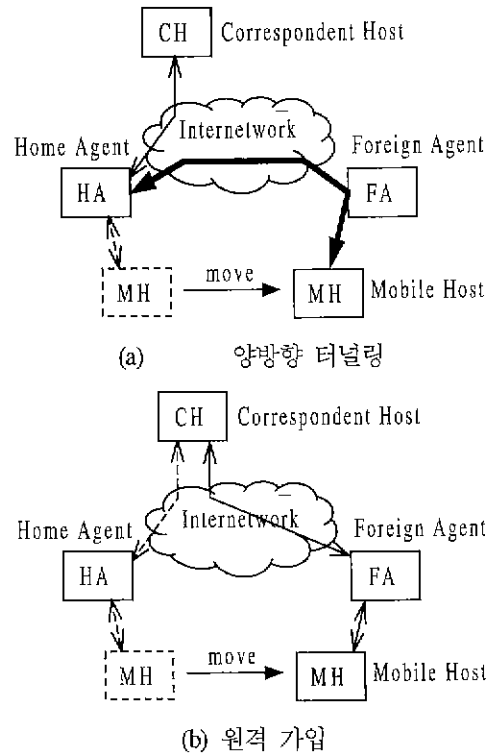 CH Correspondent Host
Internetwork
Home Agent Foreign Agent
HA FA
move
MH MH Mobile Host
(a) 양방향 터널링
CH Correspondent Host
Internetwork
Home Agent Foreign Agent
HA FA
move
MH MH Mobile Host
(b) 원격 가입